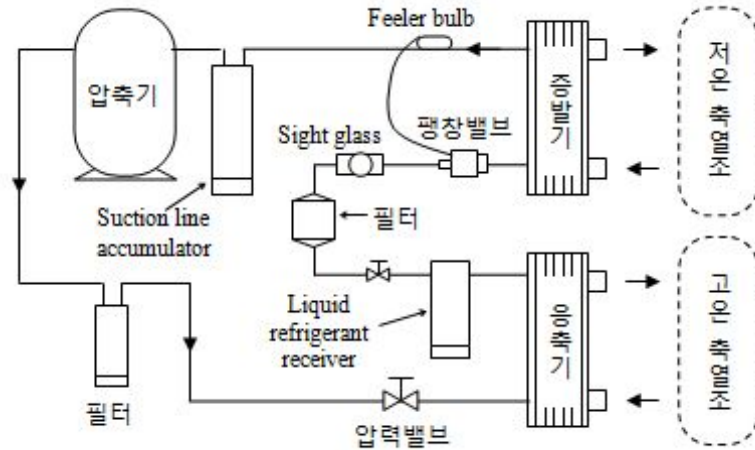 Feeler bulb
압축기
Sight glass
팽창밸브
증발기
저온 축열조
Suction line
accumulator
필터
Liquid
refrigerant
receiver
응축기
고온 축열조
필터
압력밸브